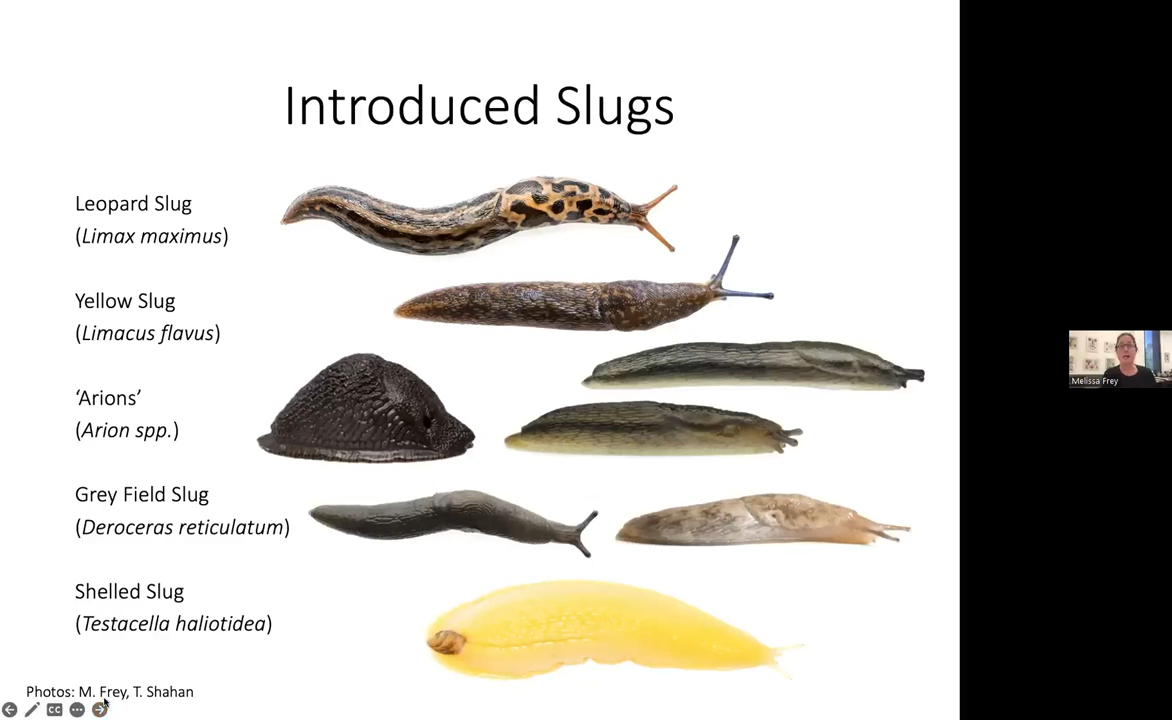 Introduced Slugs
Leopard Slug
(Limax maximus)
Yellow Slug
(Limacus flavus)
‘Arions’
(Arion spp.)
Grey Field Slug
(Deroceras reticulatum)
Shelled Slug
(Testacella haliotidea)
Photos: M. Frey, T. Shahan
CC
Melissa Frey